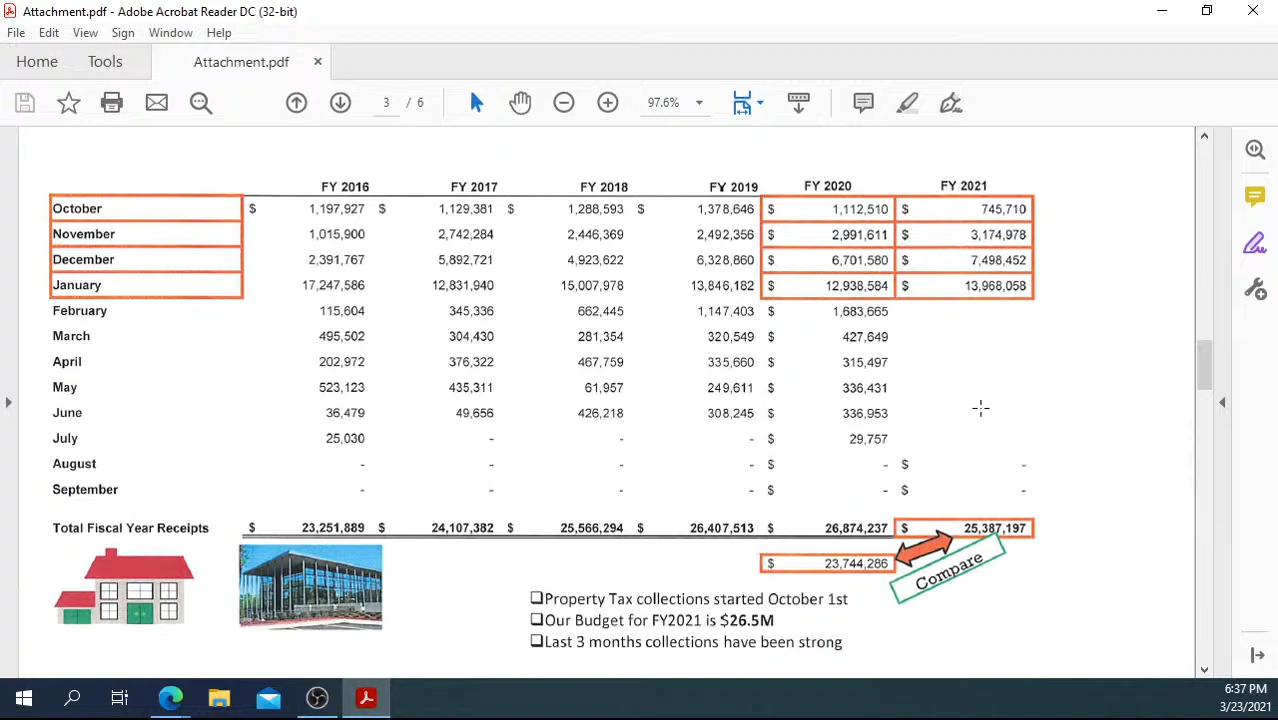 Attachment.pdf - Adobe Acrobat Reader DC (32-bit)
File Edit View Sign Window Help
Home Tools Attachment.pdf ×
3 / 6 97.6%
FY 2016 FY 2017 FY 2018 FY 2019 FY 2020 FY 2021
October $ 1,197,927 $ 1,129,381 $ 1,288,593 $ 1,378,646 $ 1,112,510 $ 745,710
November 1,015,900 2,742,284 2,446,369 2,492,356 $ 2,991,611 $ 3,174,978
December 2,391,767 5,892,721 4,923,622 6,328,860 $ 6,701,580 $ 7,498,452
January 17,247,586 12,831,940 15,007,978 13,846,182 $ 12,938,584 $ 13,968,058
February 115,604 345,336 662,445 1,147,403 $ 1,683,665
March 495,502 304,430 281,354 320,549 $ 427,649
April 202,972 376,322 467,759 335,660 $ 315,497
May 523,123 435,311 61,957 249,611 $ 336,431
June 36,479 49,656 426,218 308,245 $ 336,953
July 25,030 - - - $ 29,757
August - - - - $ - $ -
September - - - - $ - $ -
Total Fiscal Year Receipts $ 23,251,889 $ 24,107,382 $ 25,566,294 $ 26,407,513 $ 26,874,237 $ 25,387,197
$ 23,744,286
Compare
❑Property Tax collections started October 1st
❑Our Budget for FY2021 is $26.5M
❑Last 3 months collections have been strong
6:37 PM
3/23/2021